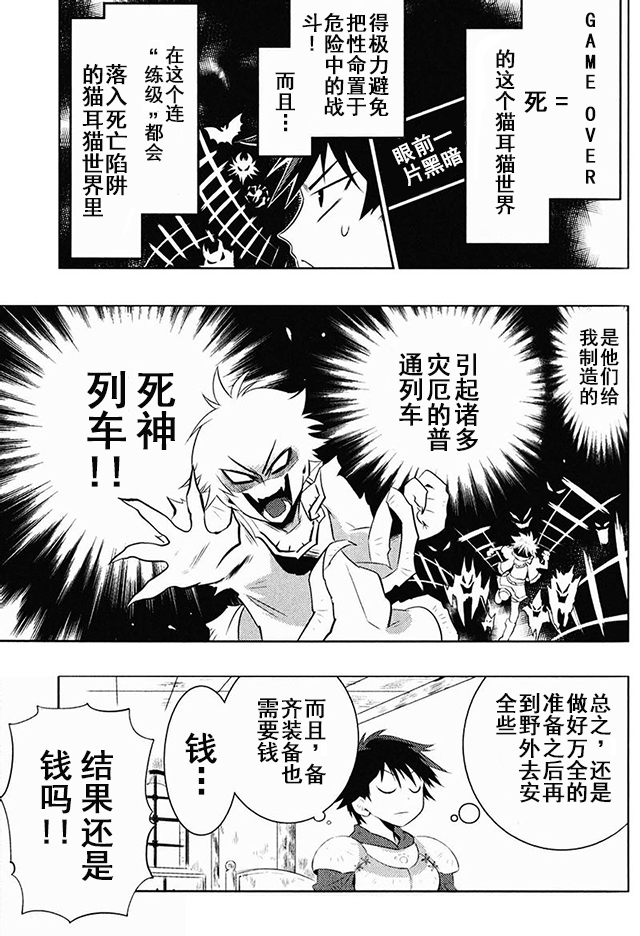 GAME OVER
=
死
的这个猫耳猫世界
眼前一
片黑暗
得极力避免
把性命置于
危险中的战
斗！
而且…
在这个连
“练级”都会
落入死亡陷阱
的猫耳猫世界里
是他们给
我制造的
引起诸多
灾厄的普
通列车
死神
列车!!
总之，还是
做好万全的
准备之后再
到野外去安
全些
而且，备
齐装备也
需要钱
钱…
结果还是
钱吗!!